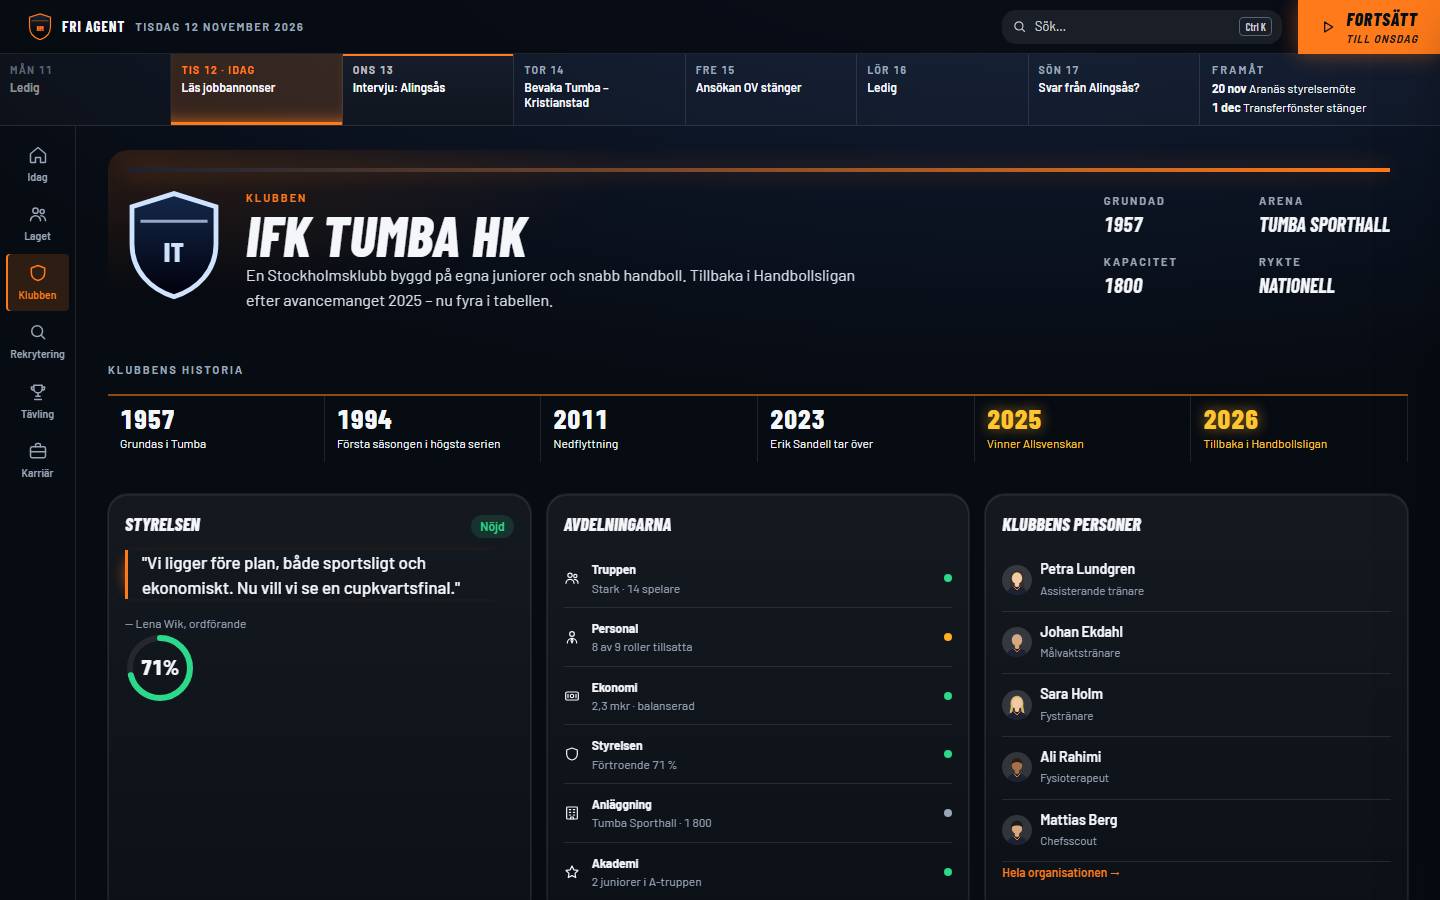 FRI AGENT TISDAG 12 NOVEMBER 2026
Sök...
Ctrl K
FORTSÄTT
TILL ONSDAG
MÅN 11
Ledig
TIS 12 · IDAG
Läs jobbannonser
ONS 13
Intervju: Alingsås
TOR 14
Bevaka Tumba –
Kristianstad
FRE 15
Ansökan OV stänger
LÖR 16
Ledig
SÖN 17
Svar från Alingsås?
FRAMÅT
20 nov Aranäs styrelsemöte
1 dec Transferfönster stänger
Idag
Laget
Klubben
Rekrytering
Tävling
Karriär
IT
KLUBBEN
IFK TUMBA HK
En Stockholmsklubb byggd på egna juniorer och snabb handboll. Tillbaka i Handbollsligan
efter avancemanget 2025 – nu fyra i tabellen.
GRUNDAD
1957
ARENA
TUMBA SPORTHALL
KAPACITET
1800
RYKTE
NATIONELL
KLUBBENS HISTORIA
1957
Grundas i Tumba
1994
Första säsongen i högsta serien
2011
Nedflyttning
2023
Erik Sandell tar över
2025
Vinner Allsvenskan
2026
Tillbaka i Handbollsligan
STYRELSEN
Nöjd
"Vi ligger före plan, både sportsligt och
ekonomiskt. Nu vill vi se en cupkvartsfinal."
— Lena Wik, ordförande
71%
AVDELNINGARNA
Truppen
Stark · 14 spelare
Personal
8 av 9 roller tillsatta
Ekonomi
2,3 mkr · balanserad
Styrelsen
Förtroende 71 %
Anläggning
Tumba Sporthall · 1 800
Akademi
2 juniorer i A-truppen
KLUBBENS PERSONER
Petra Lundgren
Assisterande tränare
Johan Ekdahl
Målvaktstränare
Sara Holm
Fystränare
Ali Rahimi
Fysioterapeut
Mattias Berg
Chefsscout
Hela organisationen →